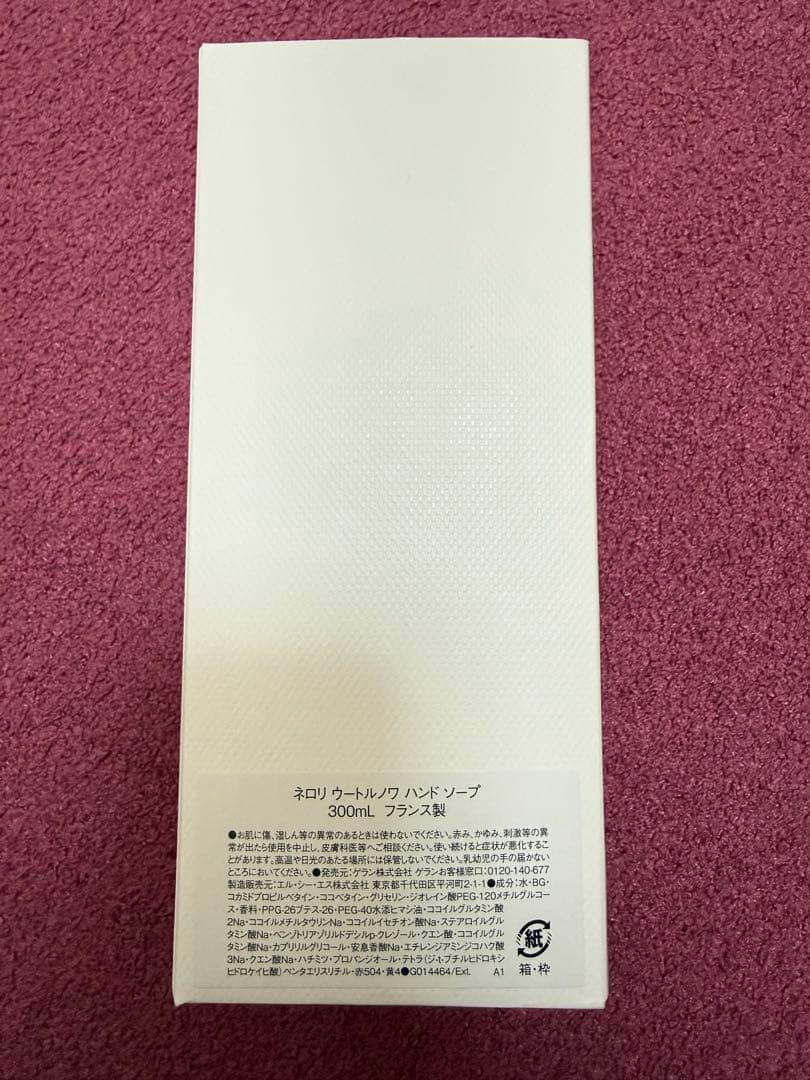 ネロリ ウートルノワ ハンド ソープ
300mL フランス製
●お肌に傷、湿しん等の異常のあるときは使わないでください。赤み、かゆみ、刺激等の異
常が出たら使用を中止し、皮膚科医等へご相談ください。使い続けると症状が悪化するこ
とがあります。高温や日光のあたる場所には保管しないでください。乳幼児の手の届かない
ところにおいてください。●発売元:ゲラン株式会社 ゲランお客様窓口:0120-140-677
製造販売元:エル・シー・エス株式会社 東京都千代田区平河町2-1-1●成分:水・BG・
コカミドプロピルベタイン・ココベタイン・グリセリン・ジオレイン酸PEG-120メチルグルコー
ス・香料・PPG-26ブテス-26・PEG-40水添ヒマシ油・ココイルグルタミン酸
2Na・ココイルメチルタウリンNa・ココイルイセチオン酸Na・ステアロイルグル
タミン酸Na・ベンゾトリアゾリルドデシルp-クレゾール・クエン酸・ココイルグル
タミン酸Na・カプリリルグリコール・安息香酸Na・エチレンジアミンジコハク酸
3Na・クエン酸Na・ハチミツ・プロパンジオール・テトラ(ジ-t-ブチルヒドロキシ
ヒドロケイヒ酸)ペンタエリスリチル・赤504・黄4●G014464/Ext. A1
紙
箱・枠